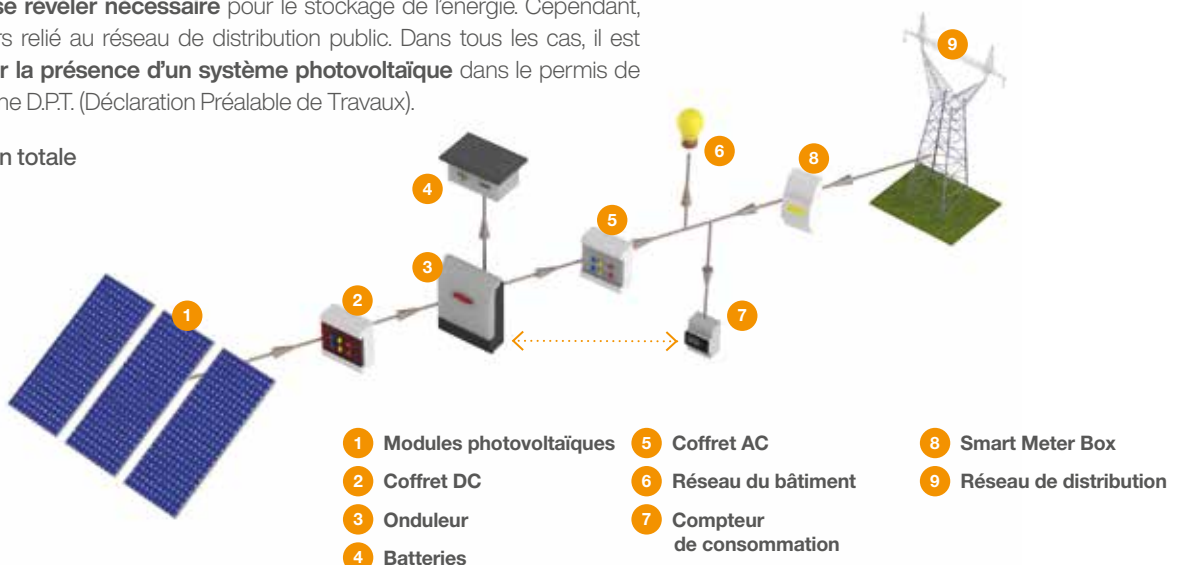 se révéler nécessaire pour le stockage de l'énergie. Cependant,
relié au réseau de distribution public. Dans tous les cas, il est
la présence d'un système photovoltaïque dans le permis de
D.P.T. (Déclaration Préalable de Travaux).
totale
9
6
8
4
5
3
2
7
1
1 Modules photovoltaïques
2 Coffret DC
3 Onduleur
4 Batteries
5 Coffret AC
6 Réseau du bâtiment
7 Compteur
de consommation
8 Smart Meter Box
9 Réseau de distribution